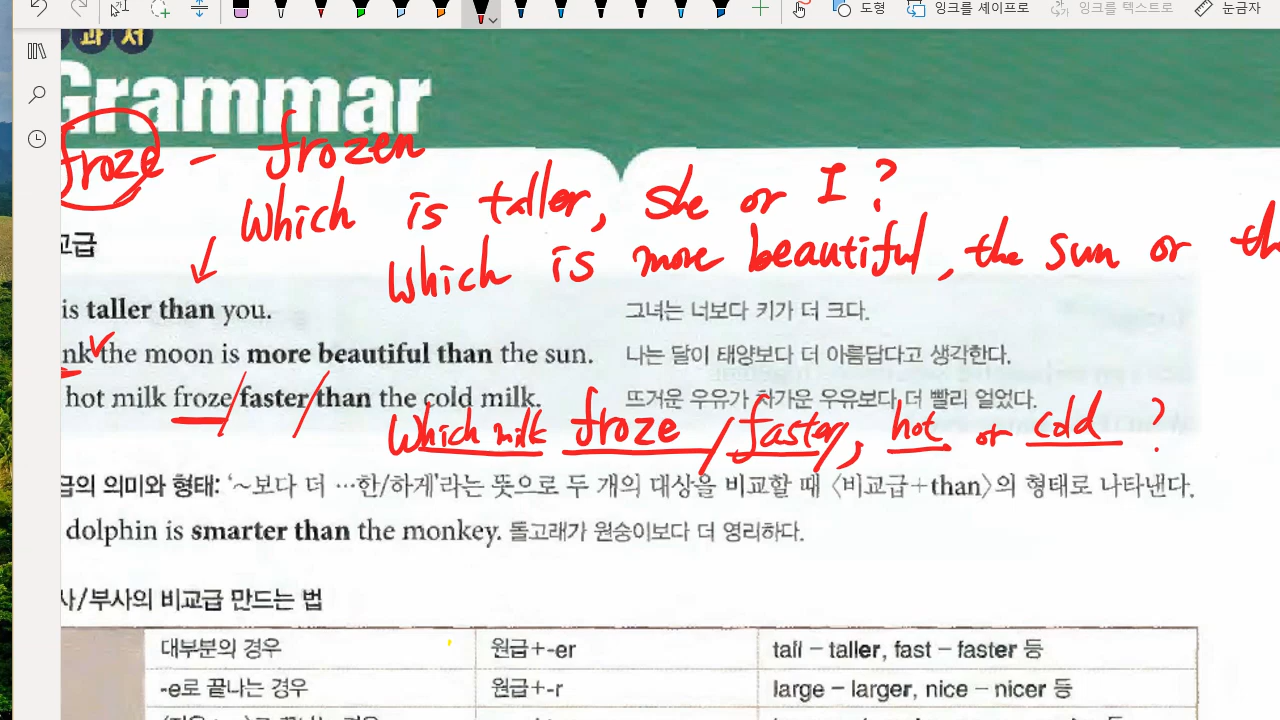 도형 잉크를 셰이프로 잉크를 텍스트로 눈금자
과 서
Grammar
froze - frozen
Which is taller, she or I?
Which is more beautiful, the sun or th
교급
is taller than you. 그녀는 너보다 키가 더 크다.
nk the moon is more beautiful than the sun. 나는 달이 태양보다 더 아름답다고 생각한다.
hot milk froze / faster / than the cold milk. 뜨거운 우유가 차가운 우유보다 더 빨리 얼었다.
Which milk froze / faster, hot or cold ?
급의 의미와 형태: '～보다 더 …한/하게'라는 뜻으로 두 개의 대상을 비교할 때 〈비교급+than〉의 형태로 나타낸다.
dolphin is smarter than the monkey. 돌고래가 원숭이보다 더 영리하다.
사/부사의 비교급 만드는 법
대부분의 경우 원급+-er tall – taller, fast – faster 등
-e로 끝나는 경우 원급+-r large – larger, nice – nicer 등